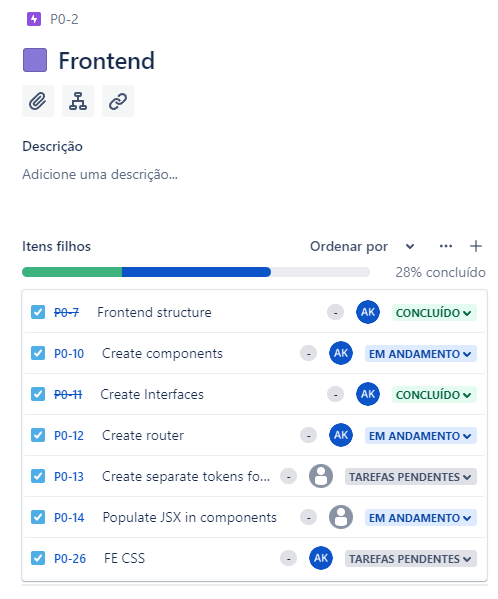 P0-2
Frontend
Descrição
Adicione uma descrição...
Itens filhos Ordenar por
28% concluído
P0-7 Frontend structure - AK CONCLUÍDO
P0-10 Create components - AK EM ANDAMENTO
P0-11 Create Interfaces - AK CONCLUÍDO
P0-12 Create router - AK EM ANDAMENTO
P0-13 Create separate tokens fo... - TAREFAS PENDENTES
P0-14 Populate JSX in components - EM ANDAMENTO
P0-26 FE CSS - AK TAREFAS PENDENTES